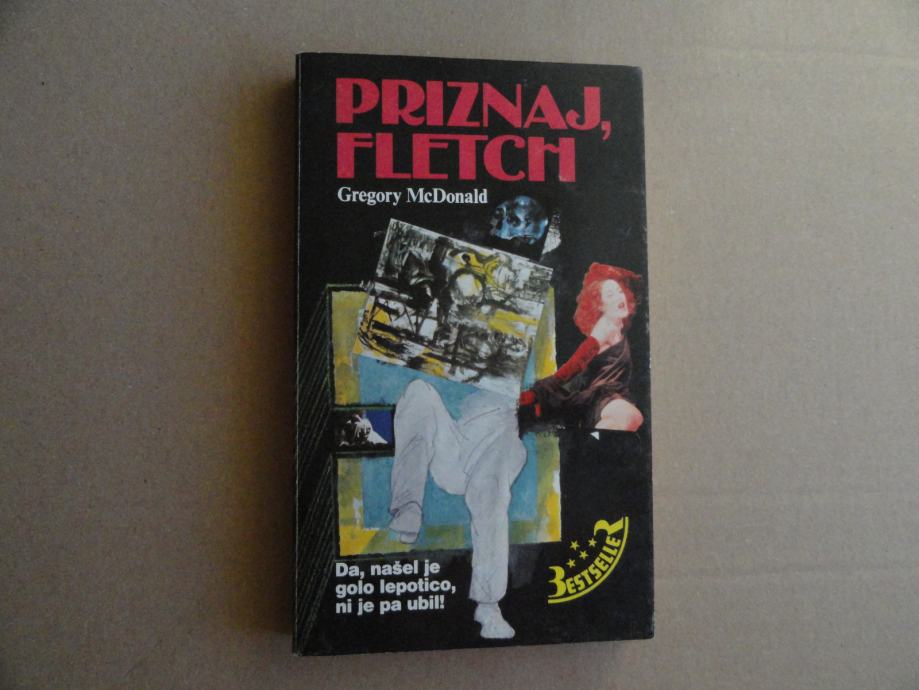 PRIZNAJ,
FLETCH
Gregory McDonald
Da, našel je
golo lepotico,
ni je pa ubil!
BESTSELLER